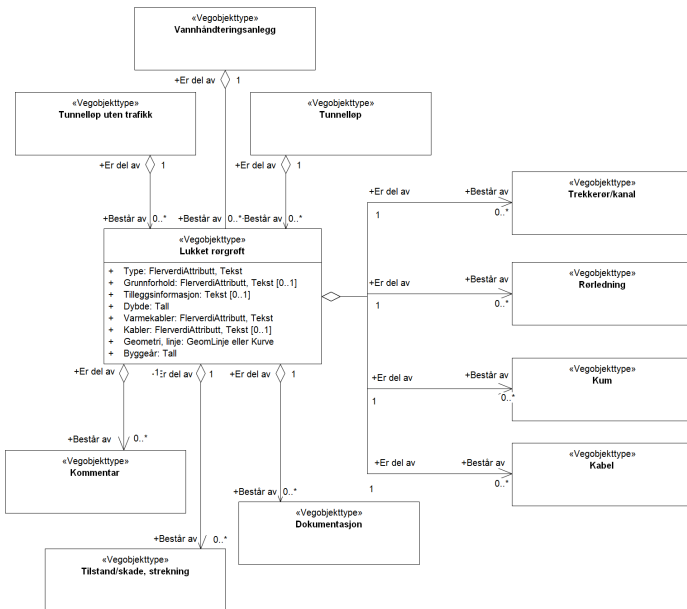 «Vegobjekttype»
Vannhåndteringsanlegg
+Er del av 1
«Vegobjekttype»
Tunnelløp uten trafikk
«Vegobjekttype»
Tunnelløp
+Er del av 1
+Er del av 1
+Består av 0..*
+Består av 0..*
+Består av 0..*
«Vegobjekttype»
Lukket rørgrøft
+ Type: FlerverdiAttributt, Tekst
+ Grunnforhold: FlerverdiAttributt, Tekst [0..1]
+ Tilleggsinformasjon: Tekst [0..1]
+ Dybde: Tall
+ Varmekabler: FlerverdiAttributt, Tekst
+ Kabler: FlerverdiAttributt, Tekst [0..1]
+ Geometri, linje: GeomLinje eller Kurve
+ Byggeår: Tall
+Er del av 1
+Består av 0..*
«Vegobjekttype»
Trekkerør/kanal
+Er del av 1
+Består av 0..*
«Vegobjekttype»
Rørledning
+Er del av 1
+Består av 0..*
«Vegobjekttype»
Kum
+Er del av 1
+Består av 0..*
«Vegobjekttype»
Kabel
+Er del av 1
+Er del av 1
+Er del av 1
+Består av 0..*
«Vegobjekttype»
Kommentar
+Består av 0..*
«Vegobjekttype»
Dokumentasjon
+Består av 0..*
«Vegobjekttype»
Tilstand/skade, strekning